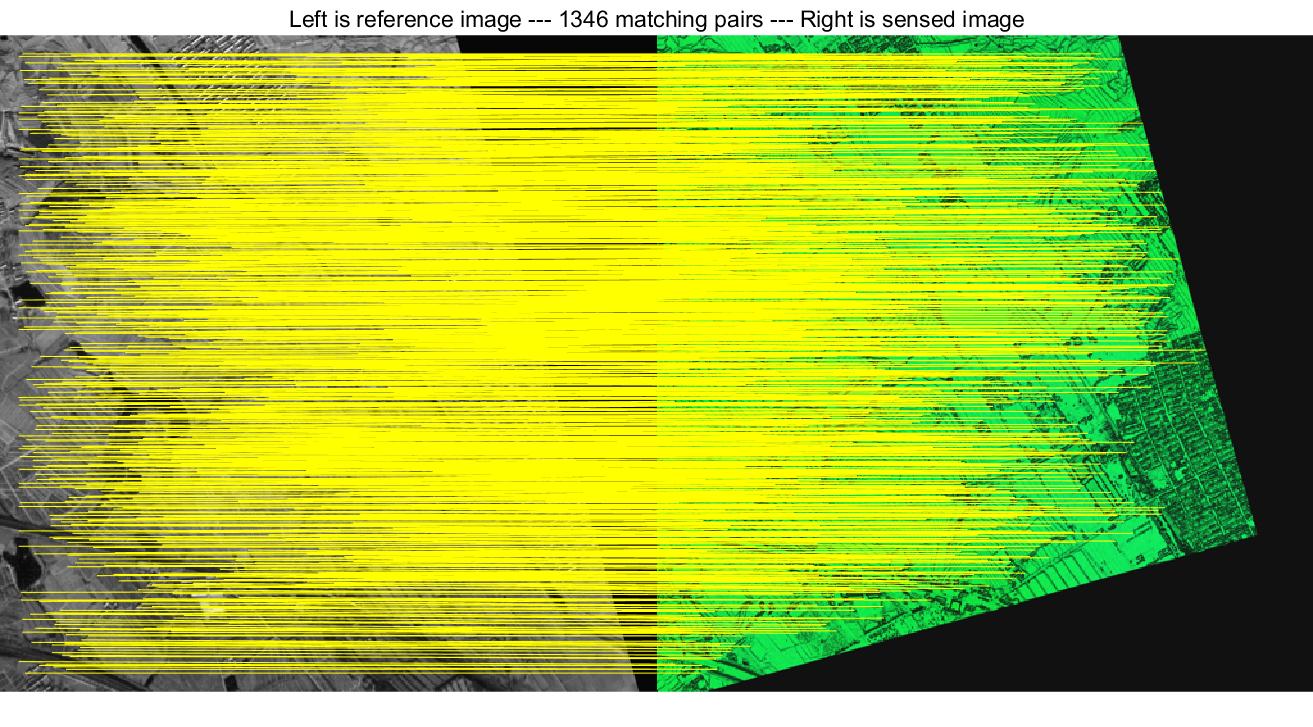 Left is reference image --- 1346 matching pairs --- Right is sensed image